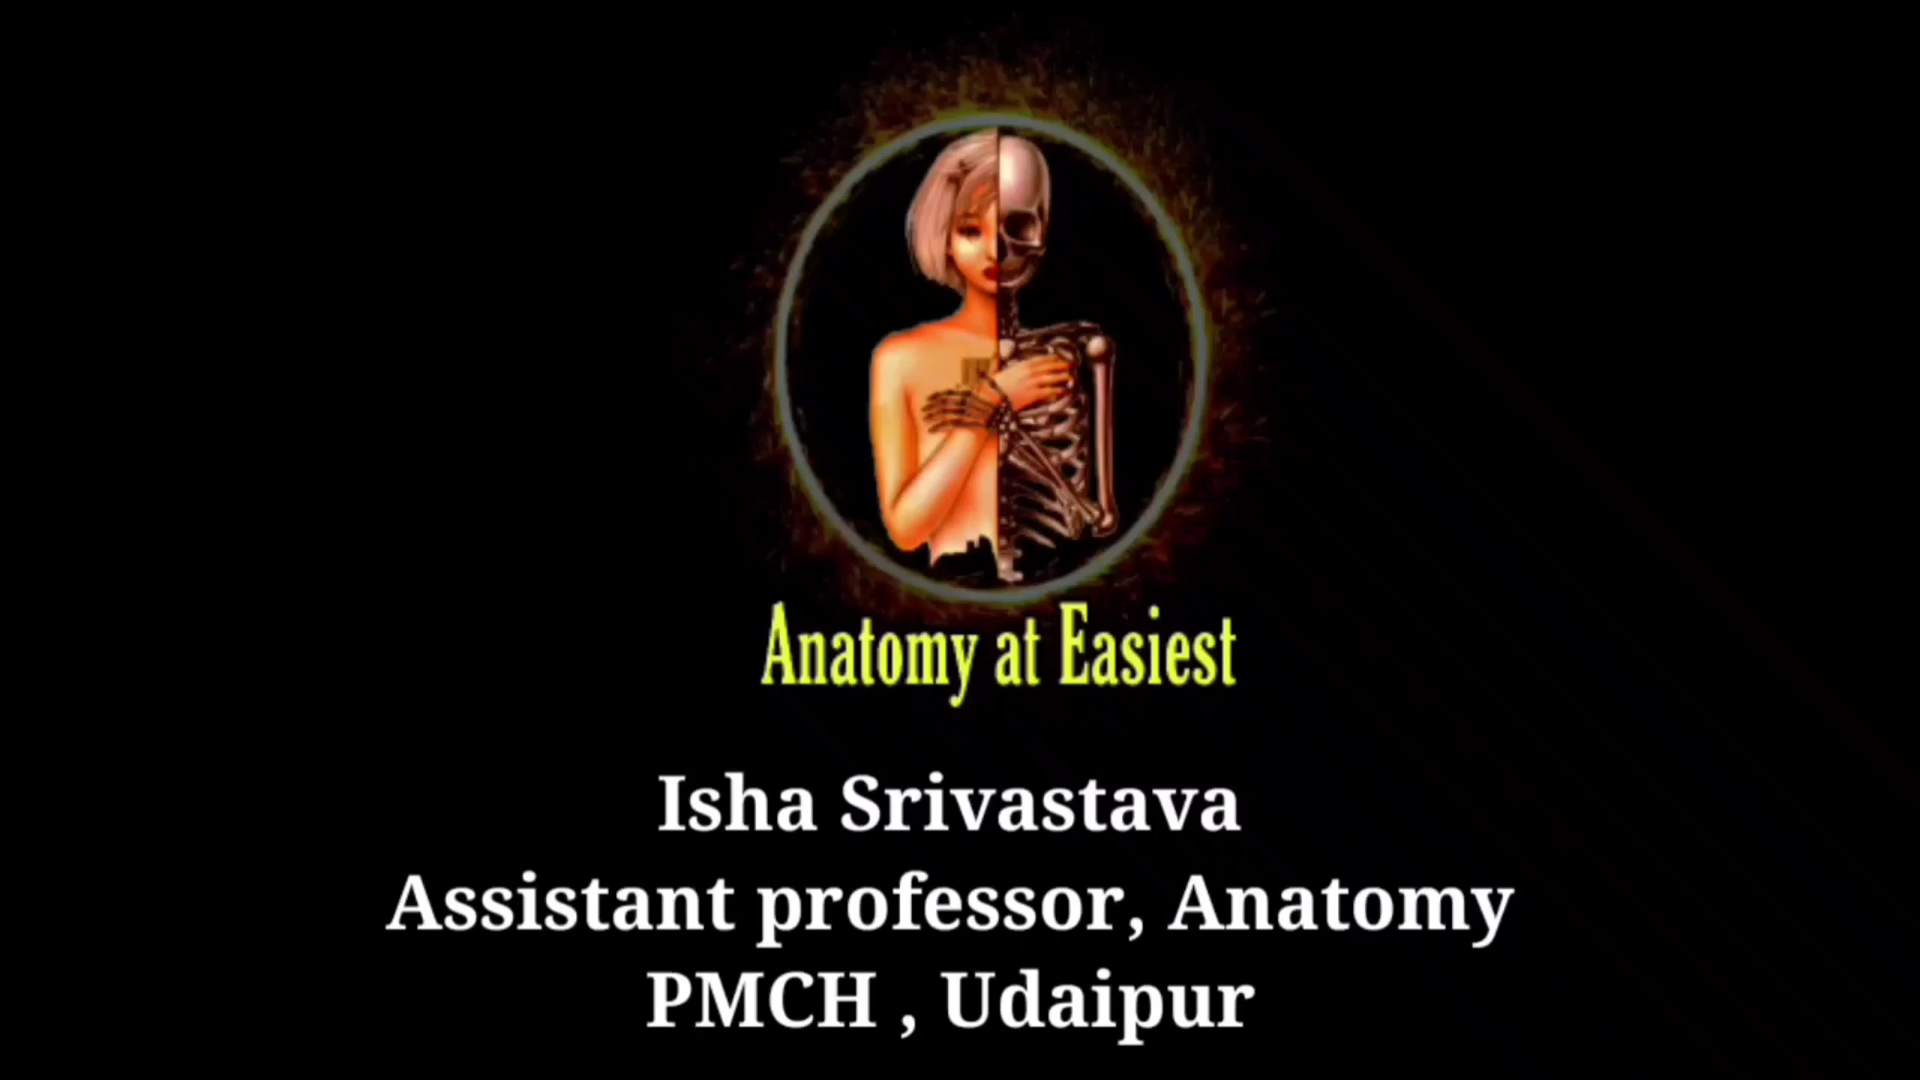 Anatomy at Easiest
Isha Srivastava
Assistant professor, Anatomy
PMCH , Udaipur